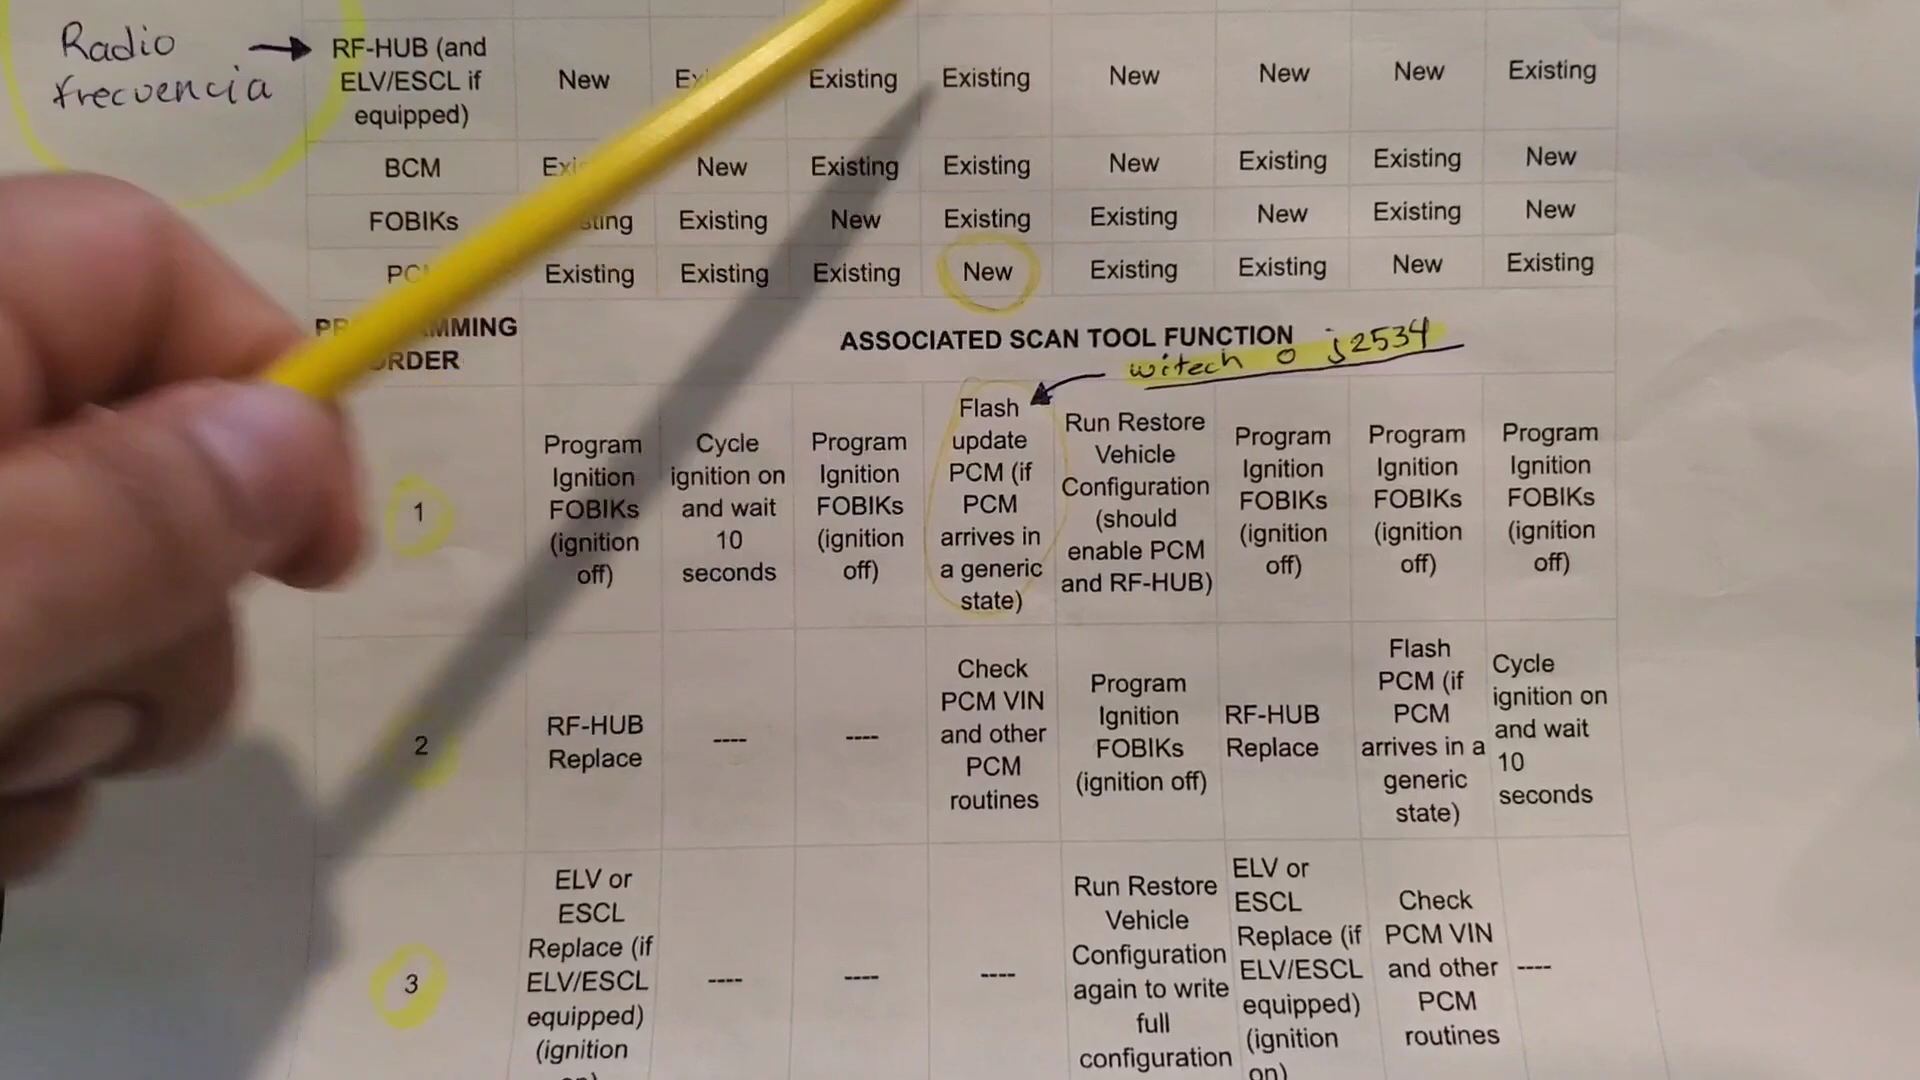 Radio
frecuencia
RF-HUB (and
ELV/ESCL if
equipped)
New
Existing
Existing
New
New
New
Existing
BCM
New
Existing
Existing
New
Existing
Existing
New
FOBIKs
Existing
New
Existing
Existing
New
Existing
New
Existing
Existing
Existing
New
Existing
Existing
New
Existing
ORDER
ASSOCIATED SCAN TOOL FUNCTION
witech o j2534
1
Program
Ignition
FOBIKs
(ignition
off)
Cycle
ignition on
and wait
10
seconds
Program
Ignition
FOBIKs
(ignition
off)
Flash
update
PCM (if
PCM
arrives in
a generic
state)
Run Restore
Vehicle
Configuration
(should
enable PCM
and RF-HUB)
Program
Ignition
FOBIKs
(ignition
off)
Program
Ignition
FOBIKs
(ignition
off)
Program
Ignition
FOBIKs
(ignition
off)
2
RF-HUB
Replace
----
----
Check
PCM VIN
and other
PCM
routines
Program
Ignition
FOBIKs
(ignition off)
RF-HUB
Replace
Flash
PCM (if
PCM
arrives in a
generic
state)
Cycle
ignition on
and wait
10
seconds
3
ELV or
ESCL
Replace (if
ELV/ESCL
equipped)
(ignition
----
----
----
Run Restore
Vehicle
Configuration
again to write
full
configuration
ELV or
ESCL
Replace (if
ELV/ESCL
equipped)
(ignition
on)
Check
PCM VIN
and other
PCM
routines
----